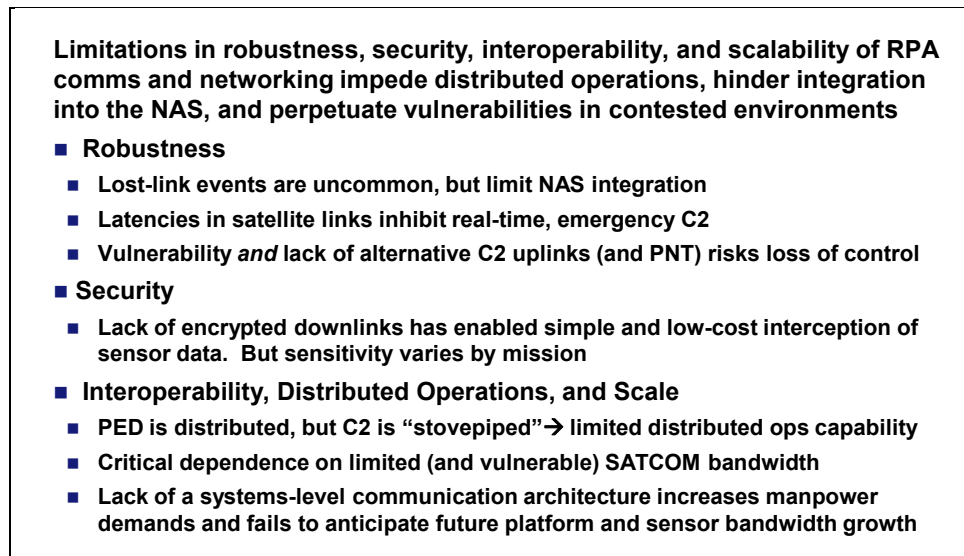 Limitations in robustness, security, interoperability, and scalability of RPA
comms and networking impede distributed operations, hinder integration
into the NAS, and perpetuate vulnerabilities in contested environments
■ Robustness
■ Lost-link events are uncommon, but limit NAS integration
■ Latencies in satellite links inhibit real-time, emergency C2
■ Vulnerability and lack of alternative C2 uplinks (and PNT) risks loss of control
■ Security
■ Lack of encrypted downlinks has enabled simple and low-cost interception of
sensor data.  But sensitivity varies by mission
■ Interoperability, Distributed Operations, and Scale
■ PED is distributed, but C2 is “stovepiped”→ limited distributed ops capability
■ Critical dependence on limited (and vulnerable) SATCOM bandwidth
■ Lack of a systems-level communication architecture increases manpower
demands and fails to anticipate future platform and sensor bandwidth growth